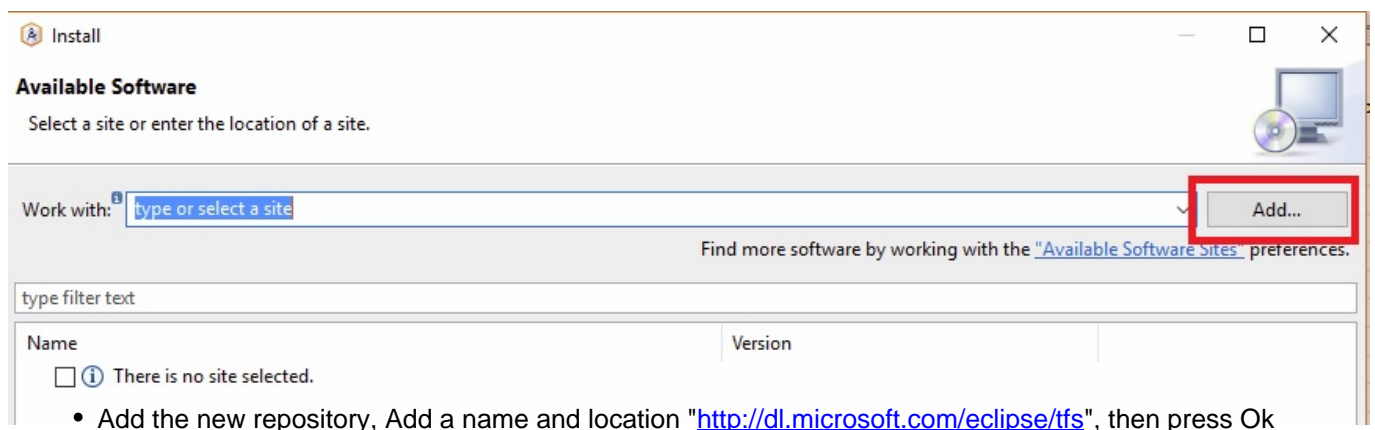 Install
Available Software
Select a site or enter the location of a site.
Work with: type or select a site Add...
Find more software by working with the "Available Software Sites" preferences.
type filter text
Name Version
There is no site selected.
• Add the new repository, Add a name and location "http://dl.microsoft.com/eclipse/tfs", then press Ok